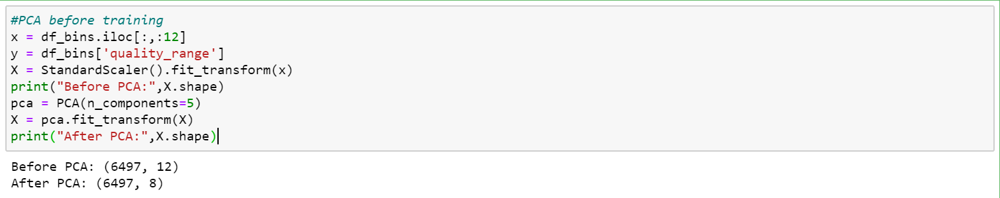 #PCA before training
x = df_bins.iloc[:,:12]
y = df_bins['quality_range']
X = StandardScaler().fit_transform(x)
print("Before PCA:",X.shape)
pca = PCA(n_components=5)
X = pca.fit_transform(X)
print("After PCA:",X.shape)
Before PCA: (6497, 12)
After PCA: (6497, 8)